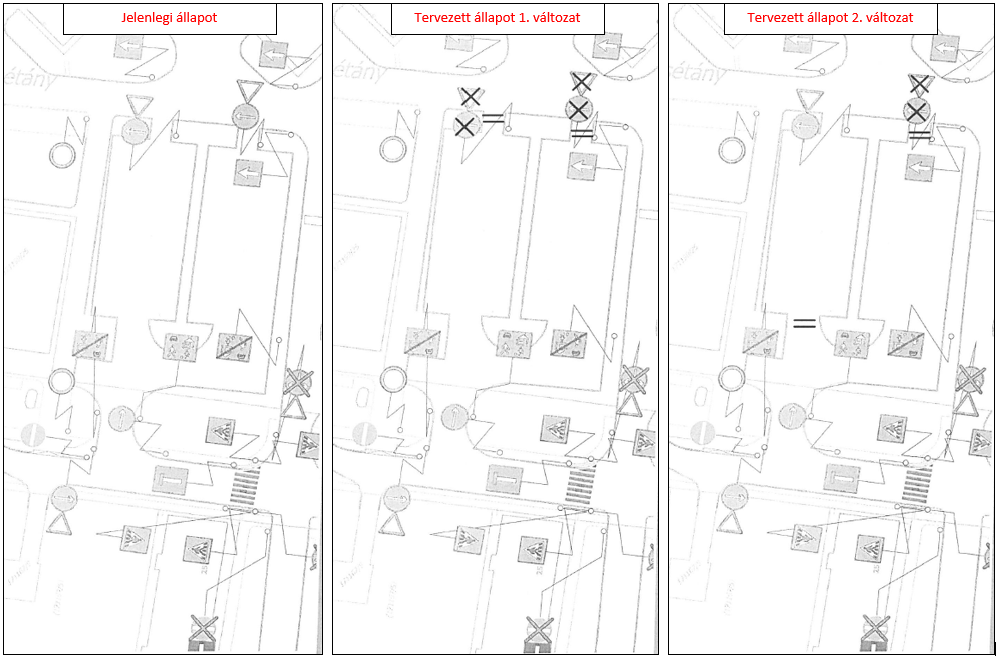 Jelenlegi állapot
Tervezett állapot 1. változat
Tervezett állapot 2. változat
étány
étány
étány